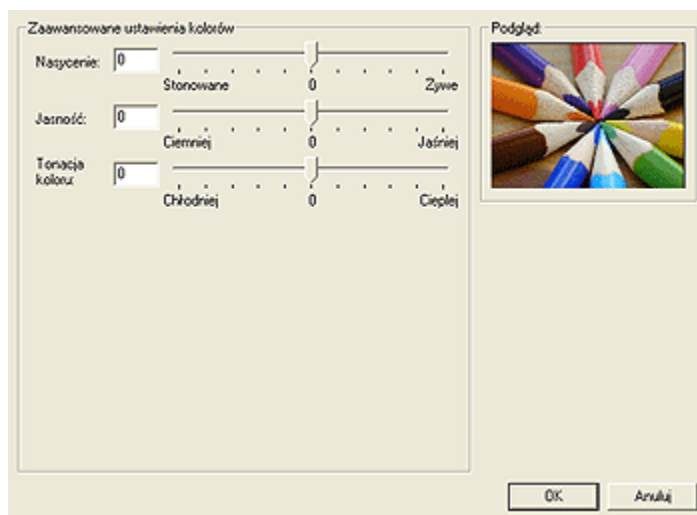 Zaawansowane ustawienia kolorów
Nasycenie: 0
Stonowane 0 Żywe
Jasność: 0
Ciemniej 0 Jaśniej
Tonacja
koloru: 0
Chłodniej 0 Cieplej
Podgląd:
OK Anuluj